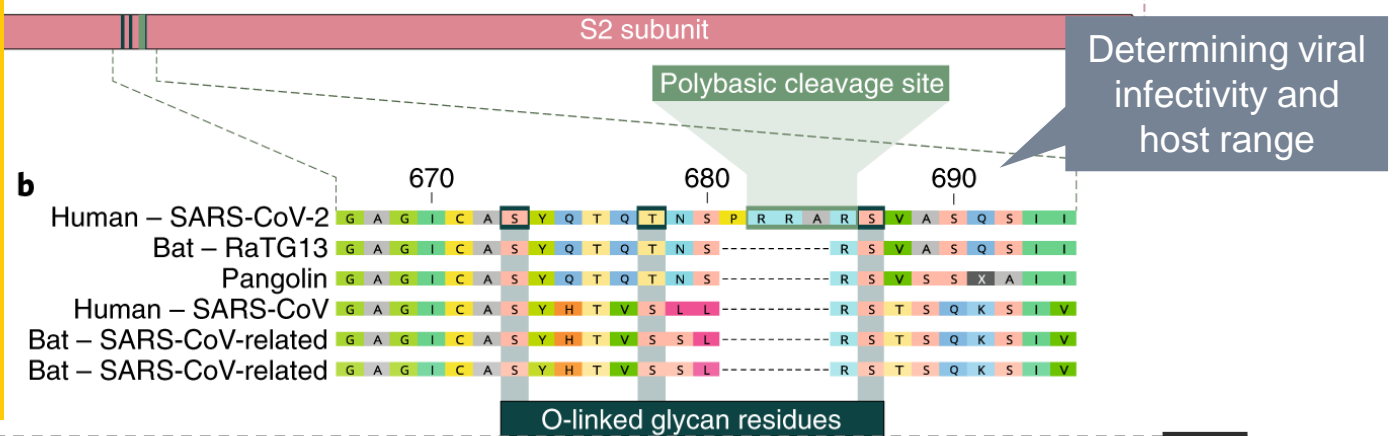 S2 subunit
Determining viral
infectivity and
host range
Polybasic cleavage site
b
670 680 690
Human – SARS-CoV-2 G A G I C A S Y Q T Q T N S P R R A R S V A S Q S I I
Bat – RaTG13 G A G I C A S Y Q T Q T N S ---------- R S V A S Q S I I
Pangolin G A G I C A S Y Q T Q T N S ---------- R S V S S X A I I
Human – SARS-CoV G A G I C A S Y H T V S L L ---------- R S T S Q K S I V
Bat – SARS-CoV-related G A G I C A S Y H T V S S L ---------- R S T S Q K S I V
Bat – SARS-CoV-related G A G I C A S Y H T V S S L ---------- R S T S Q K S I V
O-linked glycan residues